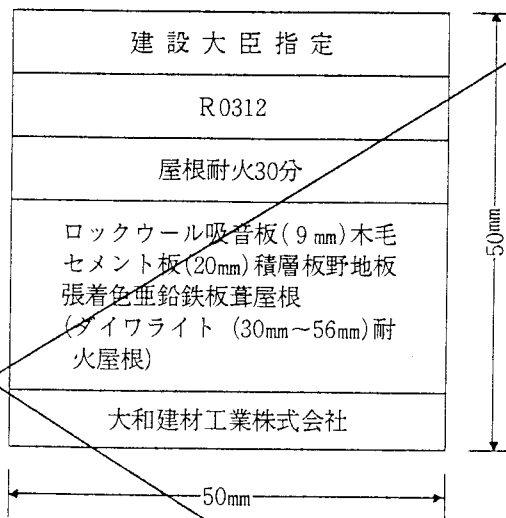 建設大臣指定
R0312
屋根耐火30分
ロックウール吸音板(9mm)木毛
セメント板(20mm)積層板野地板
張着色亜鉛鉄板葺屋根
(ダイワライト (30mm～56mm)耐
火屋根)
大和建材工業株式会社
50mm
50mm